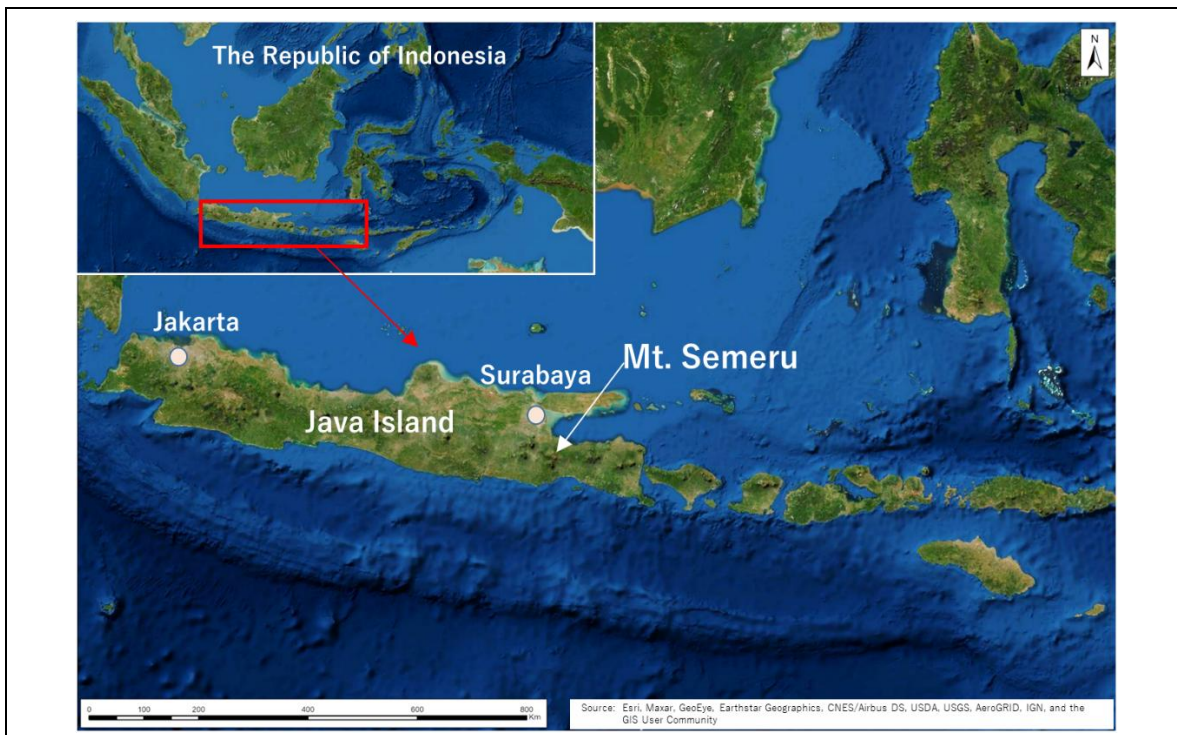 The Republic of Indonesia
N
Jakarta
Surabaya
Mt. Semeru
Java Island
0 100 200 400 600 800
Km
Source: Esri, Maxar, GeoEye, Earthstar Geographics, CNES/Airbus DS, USDA, USGS, AeroGRID, IGN, and the
GIS User Community